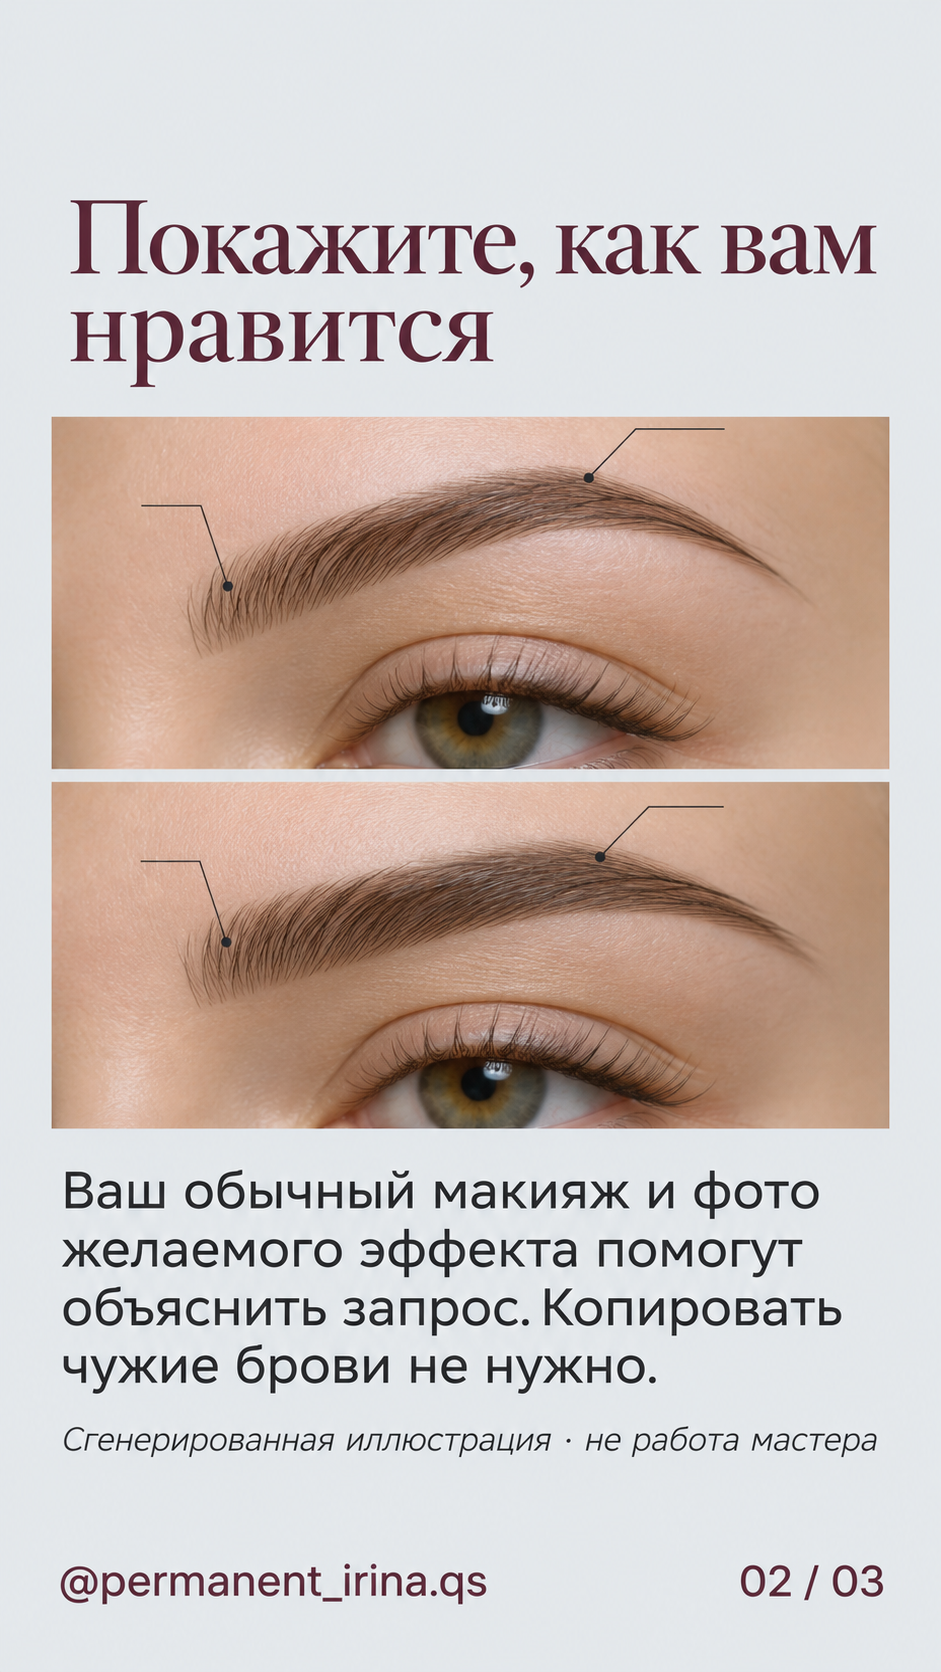 Покажите, как вам
нравится
Ваш обычный макияж и фото
желаемого эффекта помогут
объяснить запрос. Копировать
чужие брови не нужно.
Сгенерированная иллюстрация · не работа мастера
@permanent_irina.qs
02 / 03